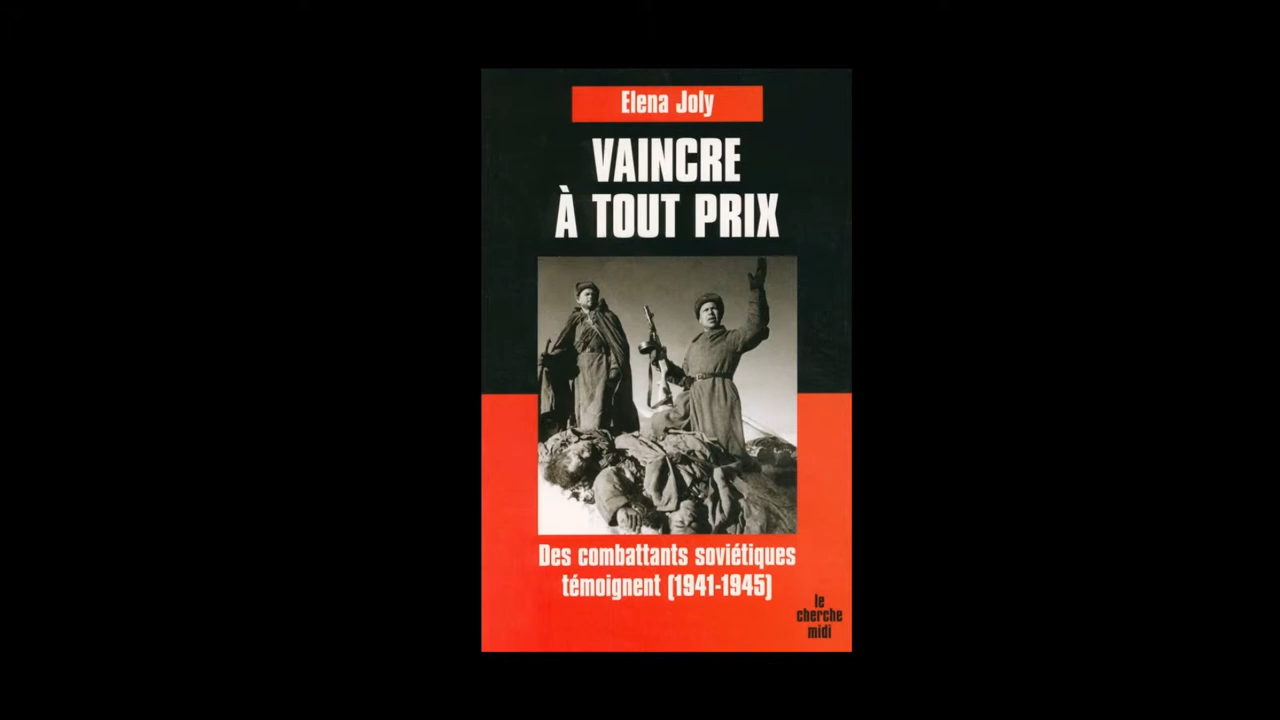 Elena Joly
VAINCRE
À TOUT PRIX
Des combattants soviétiques
témoignent (1941-1945)
le
cherche
midi